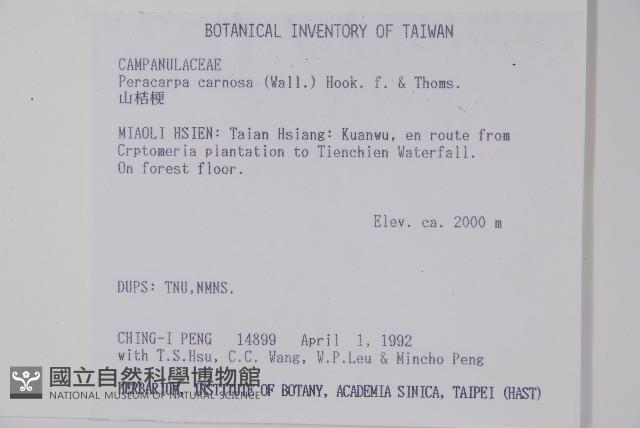 BOTANICAL INVENTORY OF TAIWAN
CAMPANULACEAE
Peracarpa carnosa (Wall.) Hook. f. & Thoms.
山桔梗
MIAOLI HSIEN: Taian Hsiang: Kuanwu, en route from
Crptomeria plantation to Tienchien Waterfall.
On forest floor.
Elev. ca. 2000 m
DUPS: TNU,NMNS.
CHING-I PENG 14899 April 1, 1992
with T.S.Hsu, C.C. Wang, W.P.Leu & Mincho Peng
國立自然科學博物館
NATIONAL MUSEUM OF NATURAL SCIENCE
HERBARIUM, INSTITUTE OF BOTANY, ACADEMIA SINICA, TAIPEI (HAST)